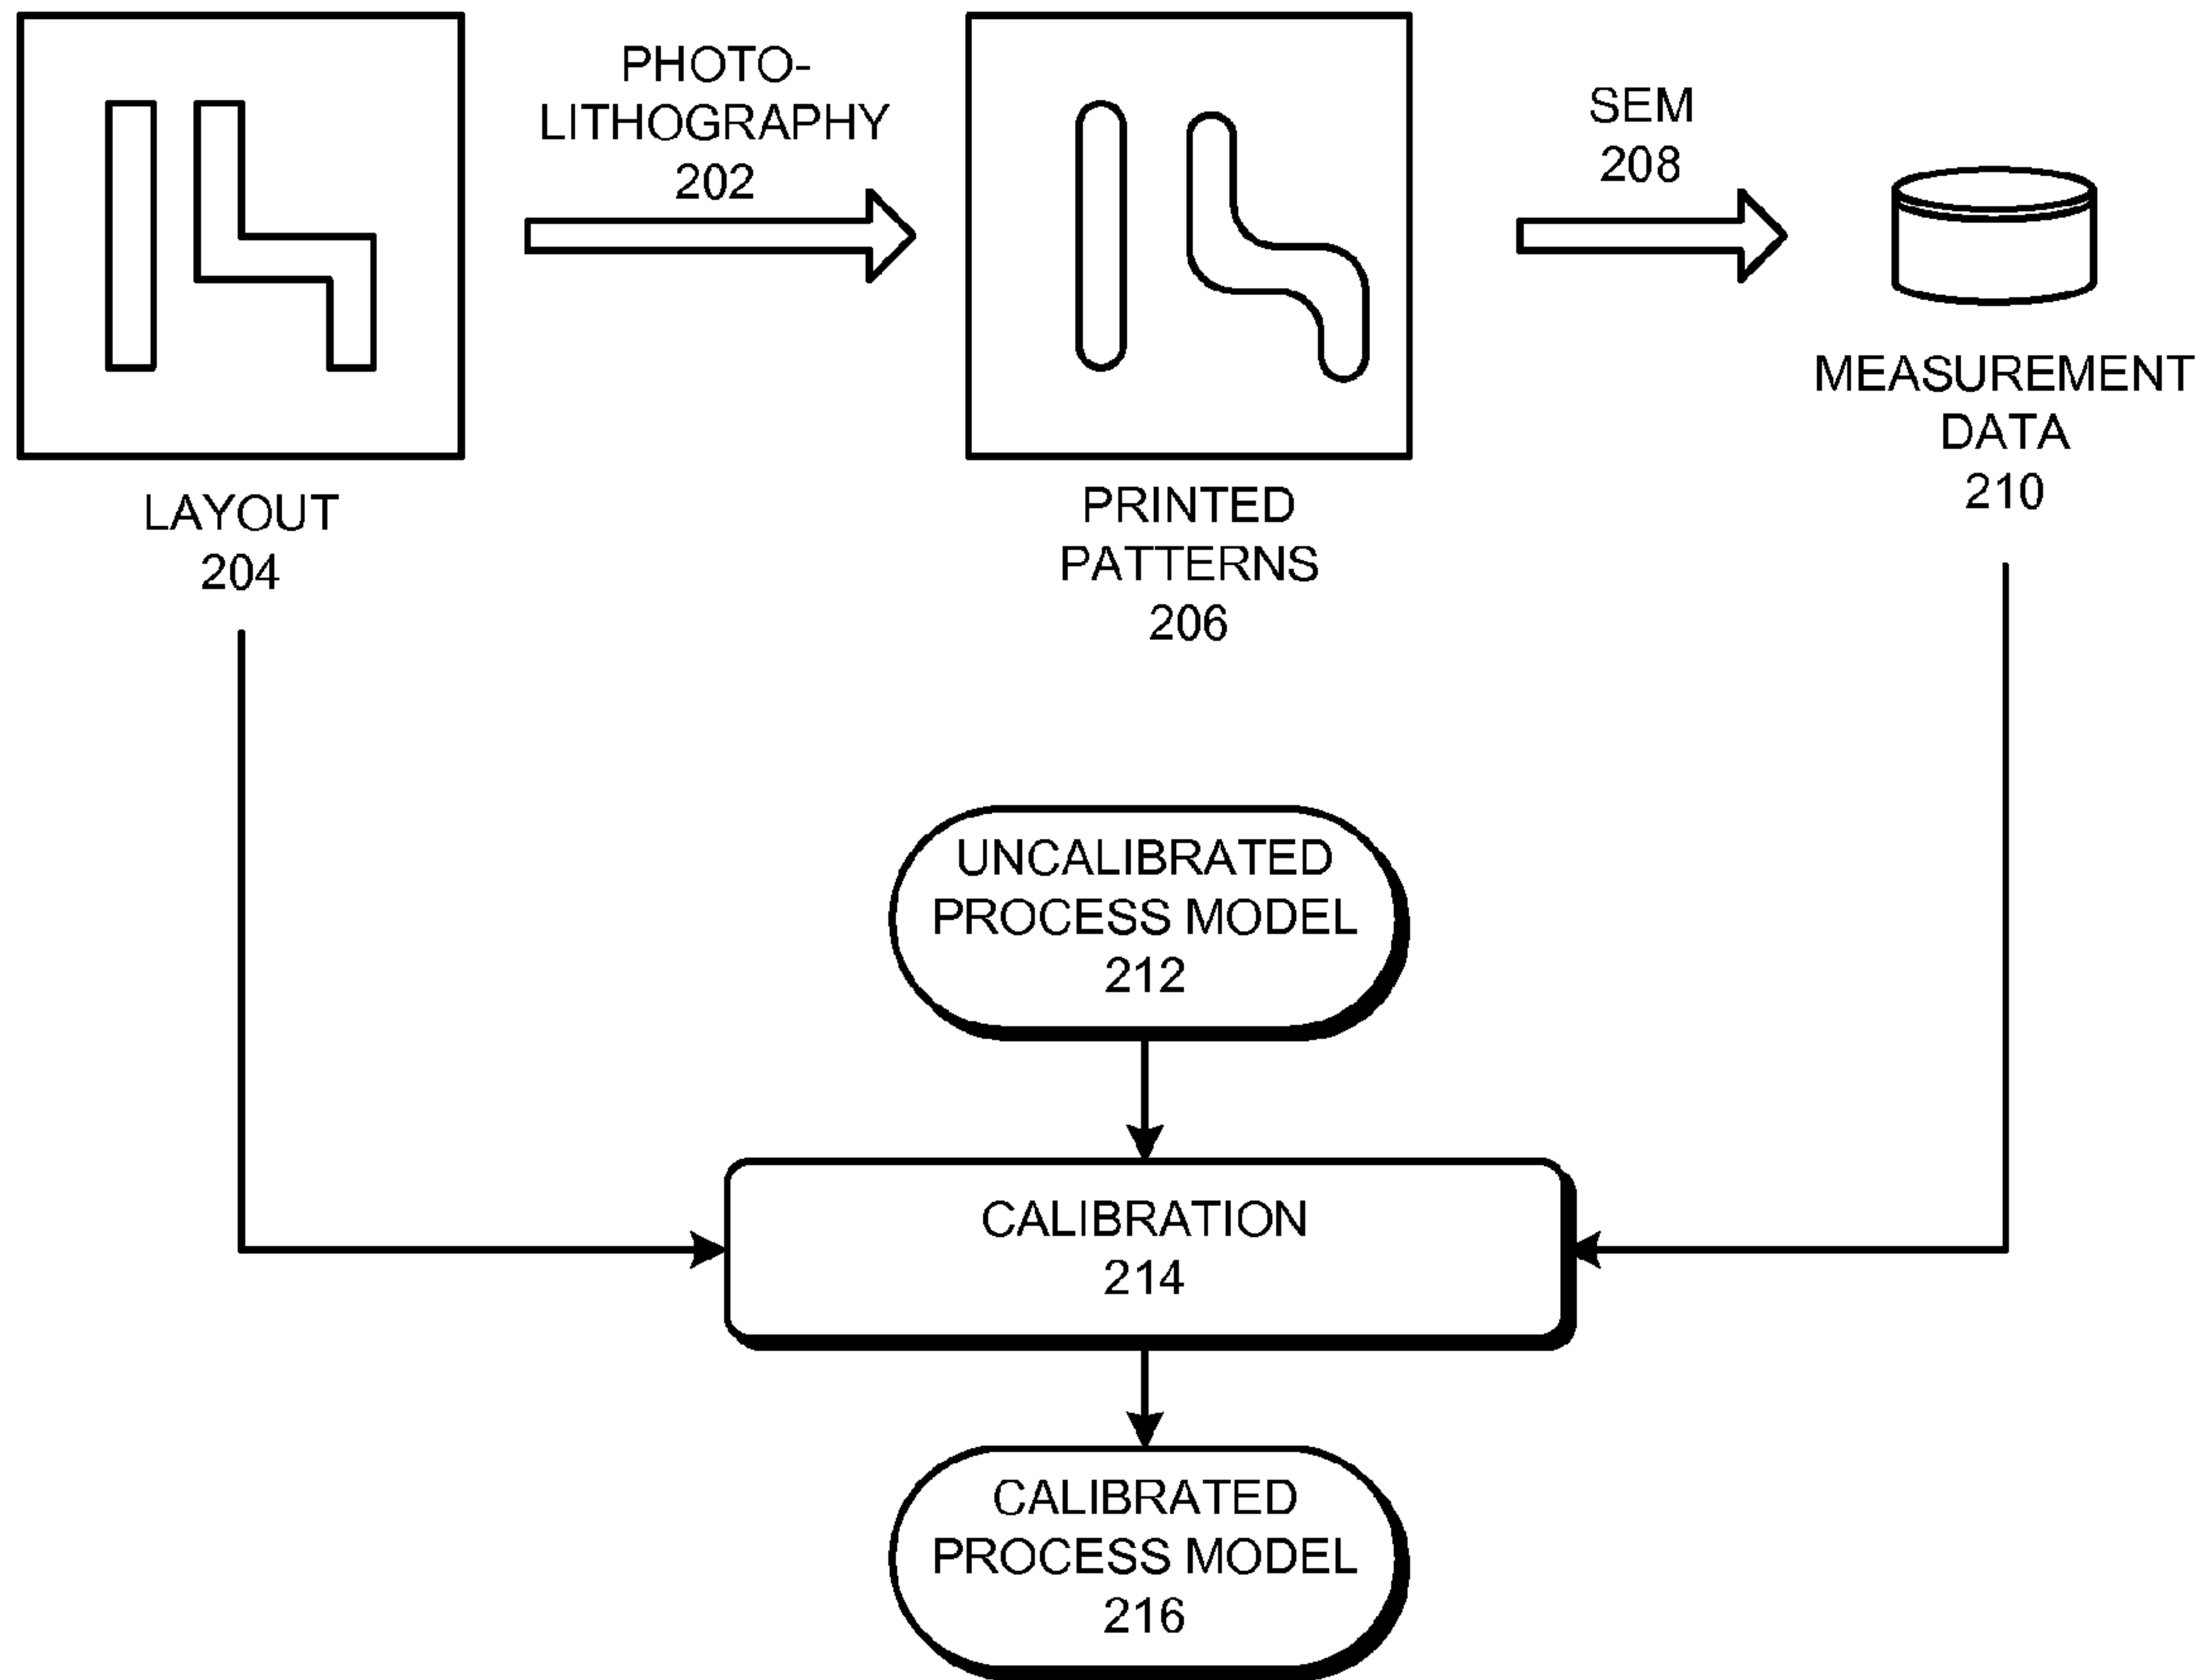 PHOTO-
LITHOGRAPHY
202
SEM
208
LAYOUT
204
PRINTED
PATTERNS
206
MEASUREMENT
DATA
210
UNCALIBRATED
PROCESS MODEL
212
CALIBRATION
214
CALIBRATED
PROCESS MODEL
216